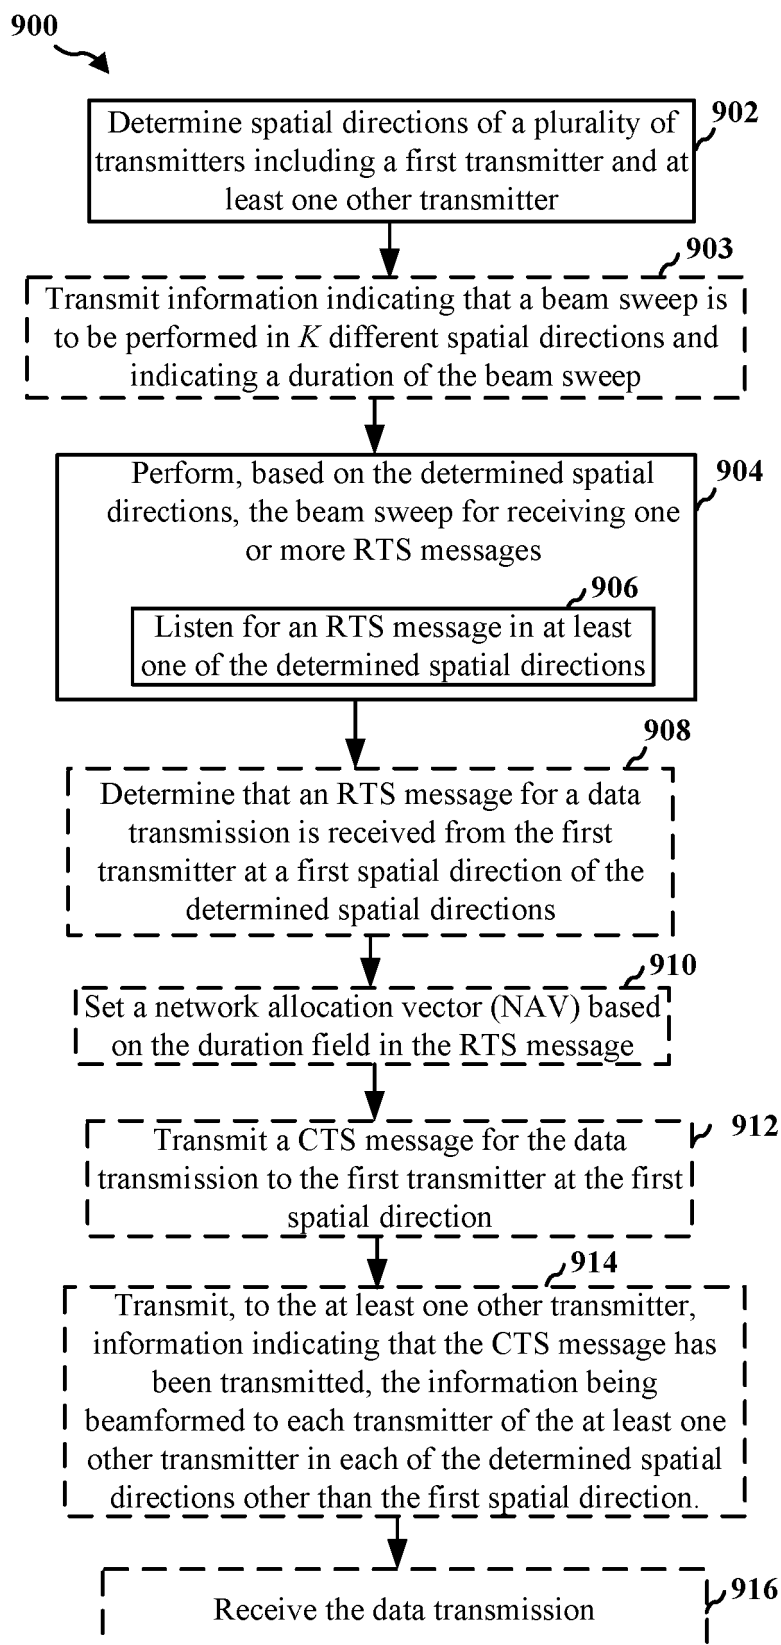 900
902
Determine spatial directions of a plurality of
transmitters including a first transmitter and at
least one other transmitter
903
Transmit information indicating that a beam sweep is
to be performed in K different spatial directions and
indicating a duration of the beam sweep
904
Perform, based on the determined spatial
directions, the beam sweep for receiving one
or more RTS messages
906
Listen for an RTS message in at least
one of the determined spatial directions
908
Determine that an RTS message for a data
transmission is received from the first
transmitter at a first spatial direction of the
determined spatial directions
910
Set a network allocation vector (NAV) based
on the duration field in the RTS message
912
Transmit a CTS message for the data
transmission to the first transmitter at the first
spatial direction
914
Transmit, to the at least one other transmitter,
information indicating that the CTS message has
been transmitted, the information being
beamformed to each transmitter of the at least one
other transmitter in each of the determined spatial
directions other than the first spatial direction.
916
Receive the data transmission